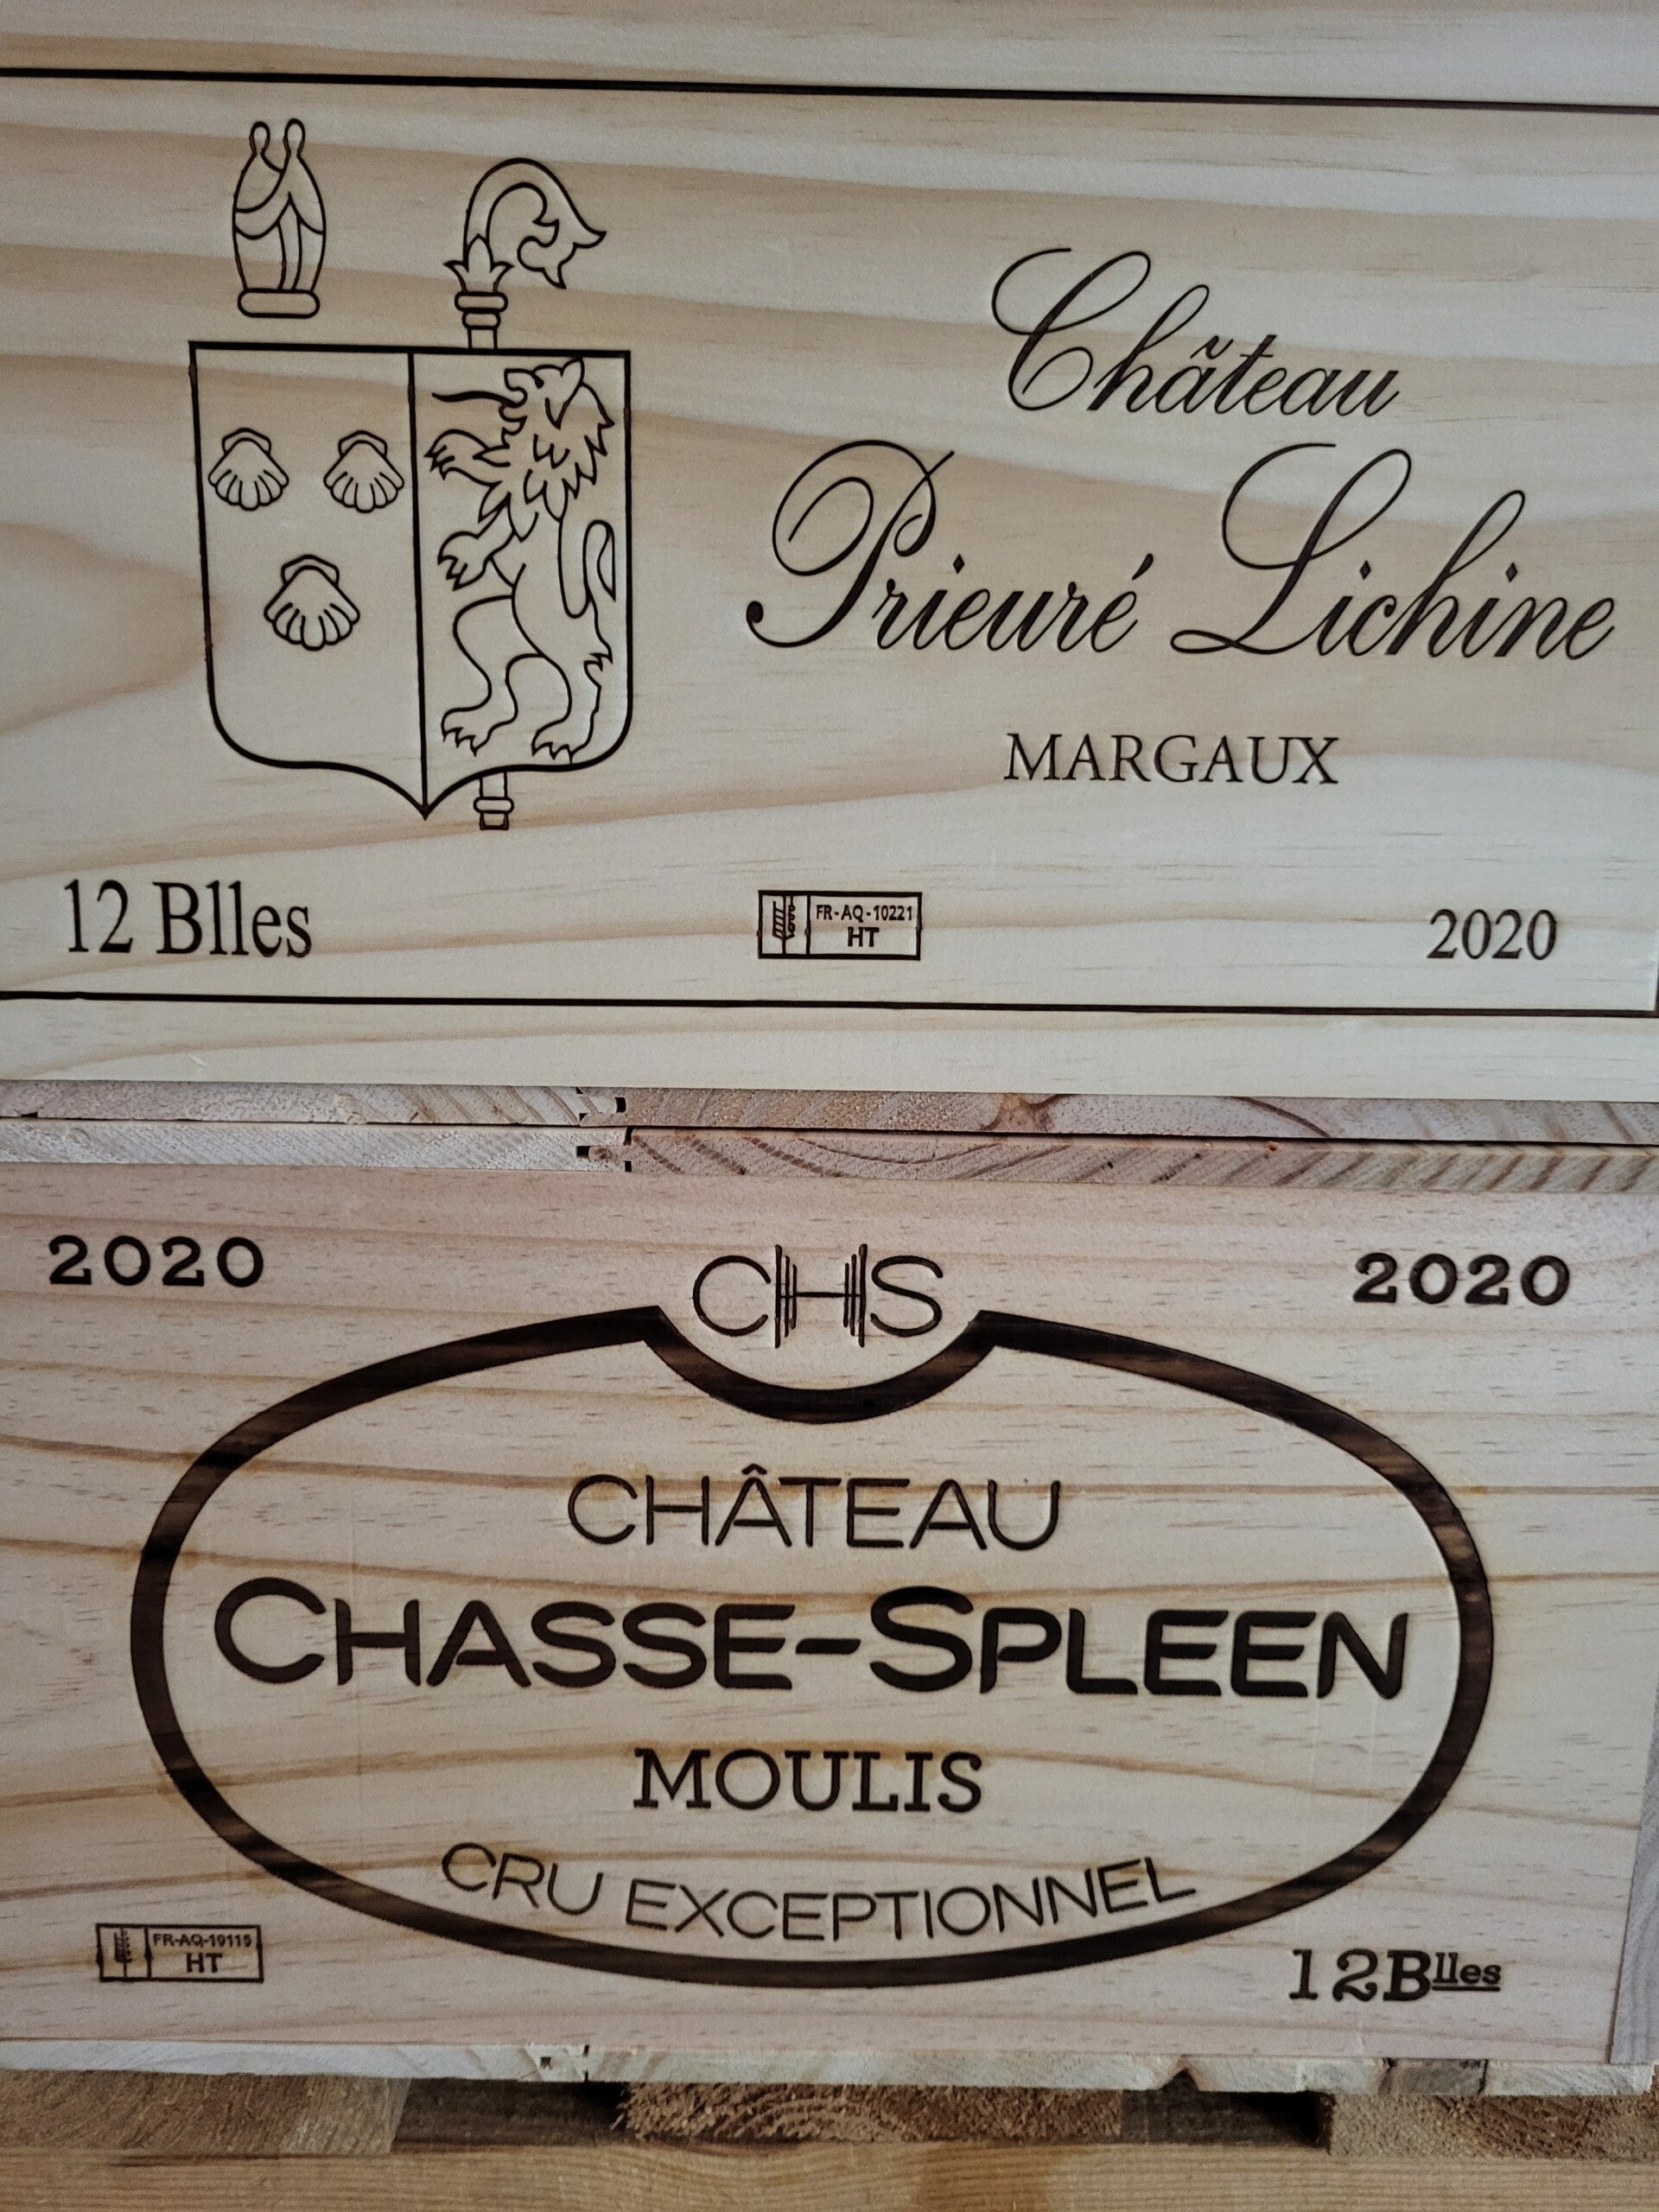 Château
Prieuré Lichine
MARGAUX
12 Blles
FR-AQ-10221
HT
2020
2020
CHS
2020
CHÂTEAU
CHASSE-SPLEEN
MOULIS
CRU EXCEPTIONNEL
FR-AQ-10115
HT
12Blles